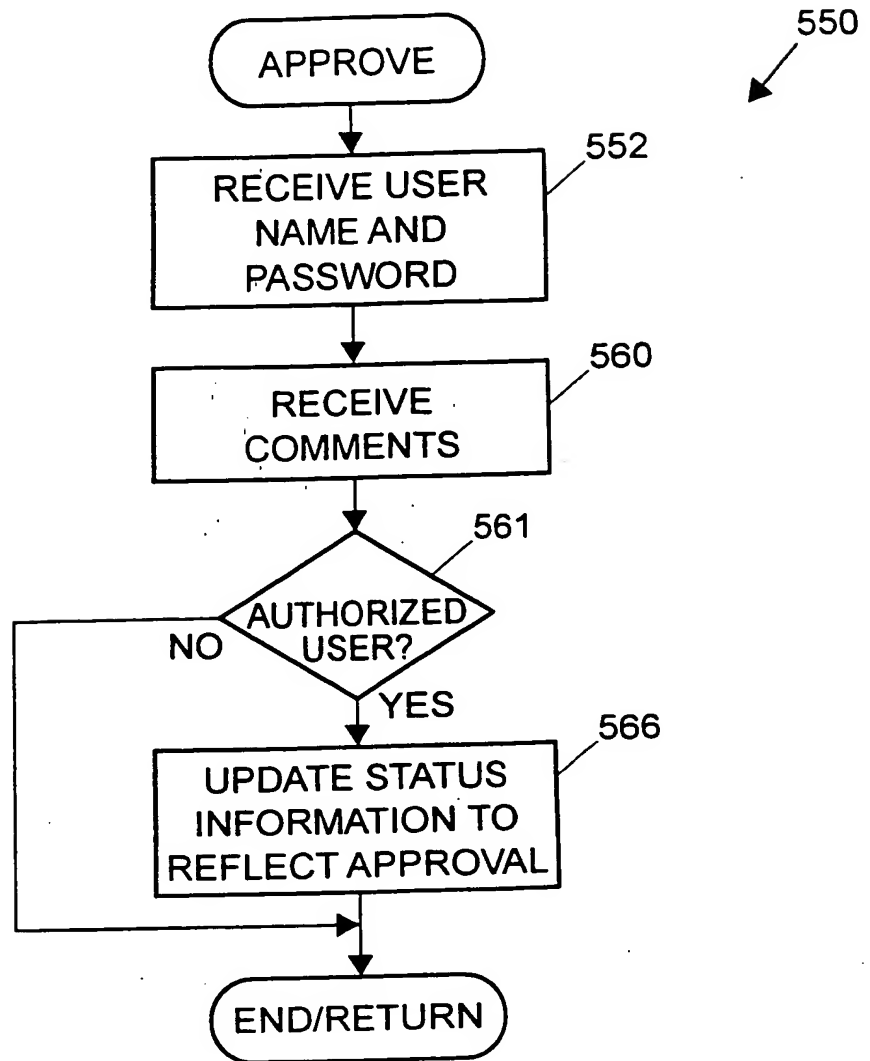 550
APPROVE
552
RECEIVE USER
NAME AND
PASSWORD
560
RECEIVE
COMMENTS
561
AUTHORIZED
USER?
NO
YES
566
UPDATE STATUS
INFORMATION TO
REFLECT APPROVAL
END/RETURN